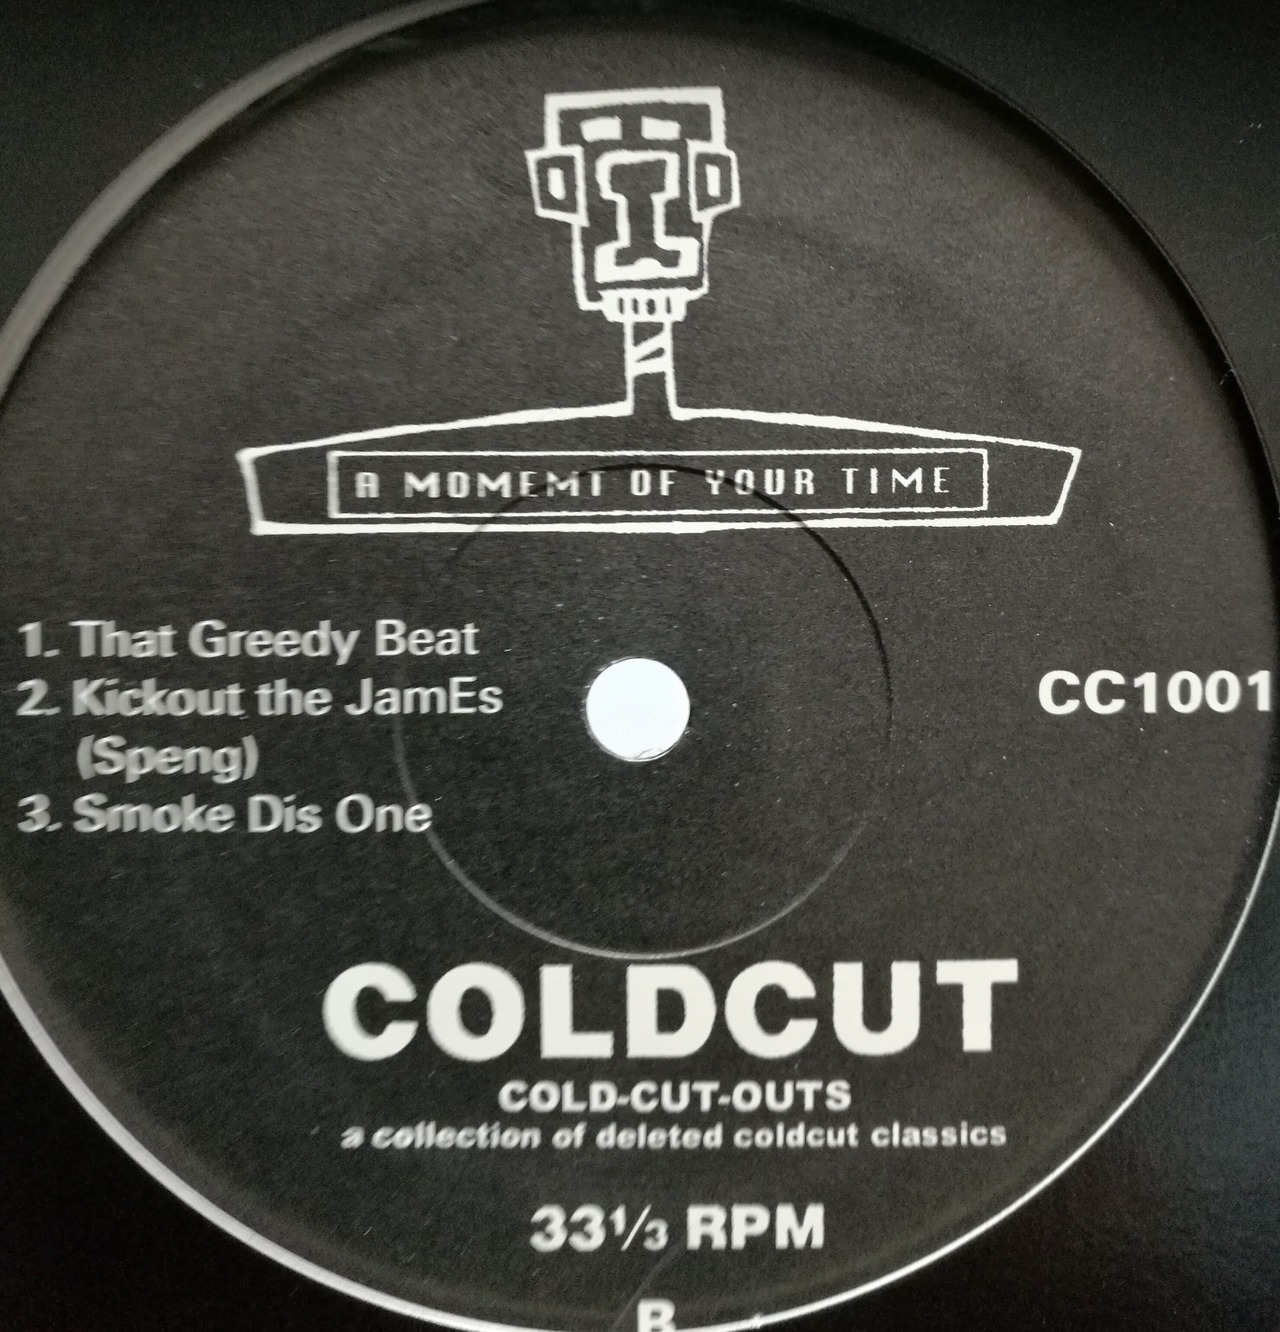 A MOMEMT OF YOUR TIME
1. That Greedy Beat
2. Kickout the JamEs
(Speng)
3. Smoke Dis One
CC1001
COLDCUT
COLD-CUT-OUTS
a collection of deleted coldcut classics
33⅓ RPM
B